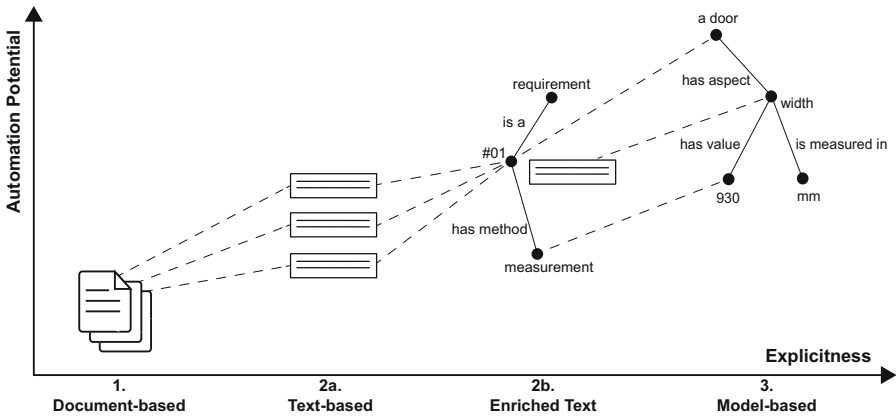 Automation Potential
a door
has aspect
requirement
width
is a
has value
is measured in
#01
930
mm
has method
measurement
Explicitness
1.
Document-based
2a.
Text-based
2b.
Enriched Text
3.
Model-based